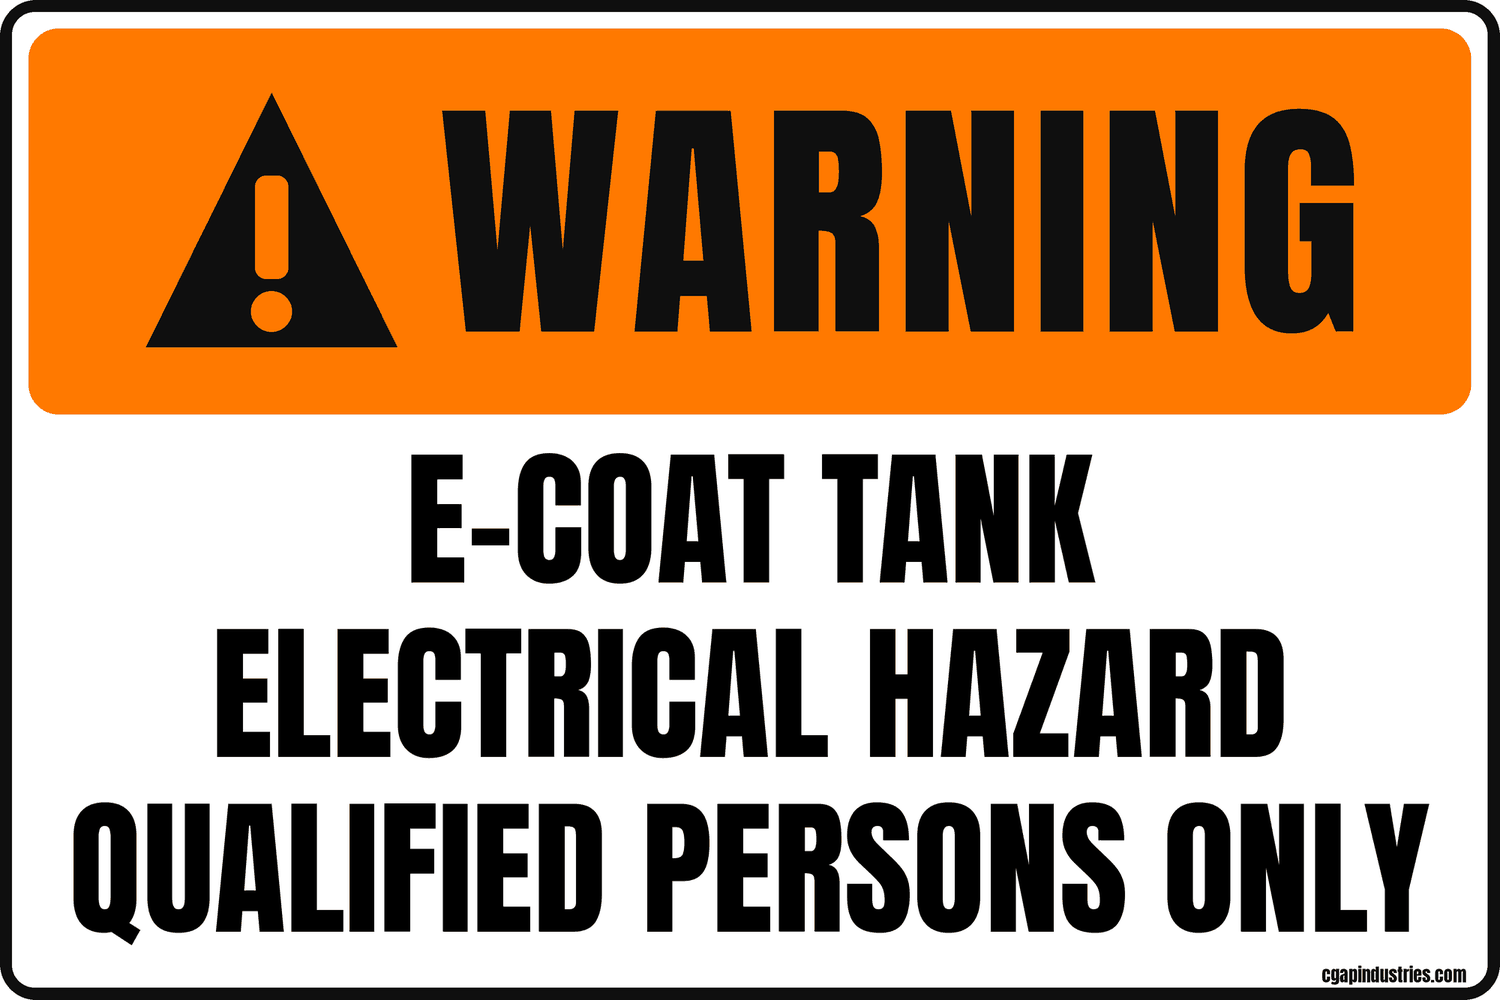 WARNING
E-COAT TANK
ELECTRICAL HAZARD
QUALIFIED PERSONS ONLY
cgapindustries.com